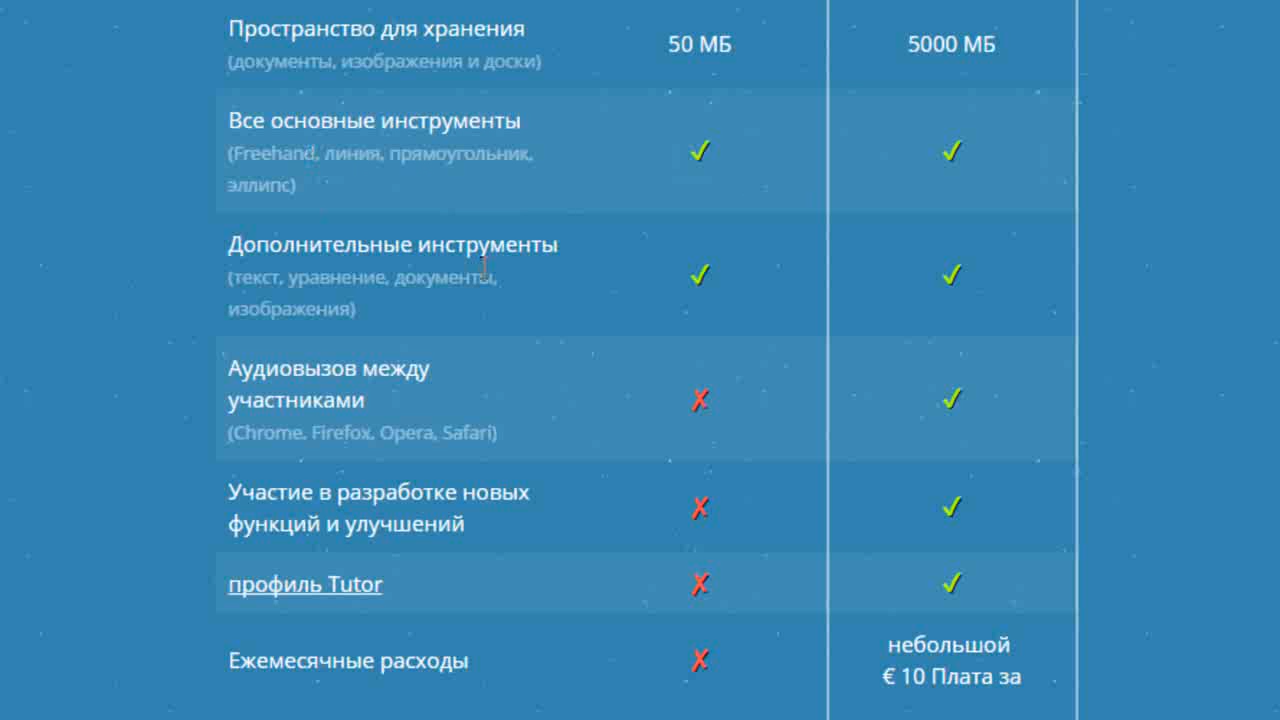 Пространство для хранения
(документы, изображения и доски)
50 МБ
5000 МБ
Все основные инструменты
(Freehand, линия, прямоугольник,
эллипс)
✓
✓
Дополнительные инструменты
(текст, уравнение, документы,
изображения)
✓
✓
Аудиовызов между
участниками
(Chrome, Firefox, Opera, Safari)
✗
✓
Участие в разработке новых
функций и улучшений
✗
✓
профиль Tutor
✗
✓
Ежемесячные расходы
✗
небольшой
€ 10 Плата за